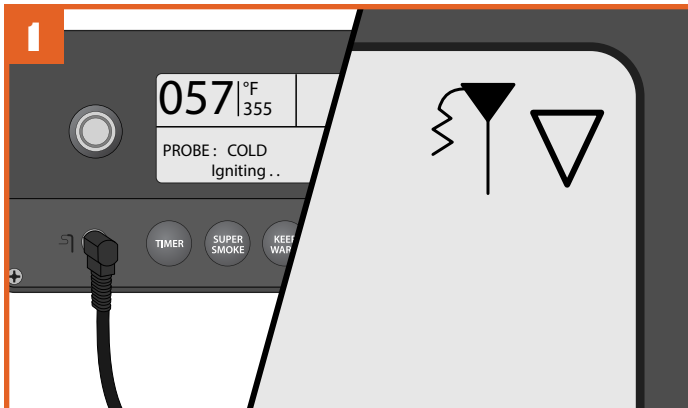 1
057 °F
355
PROBE: COLD
Igniting . .
TIMER
SUPER
SMOKE